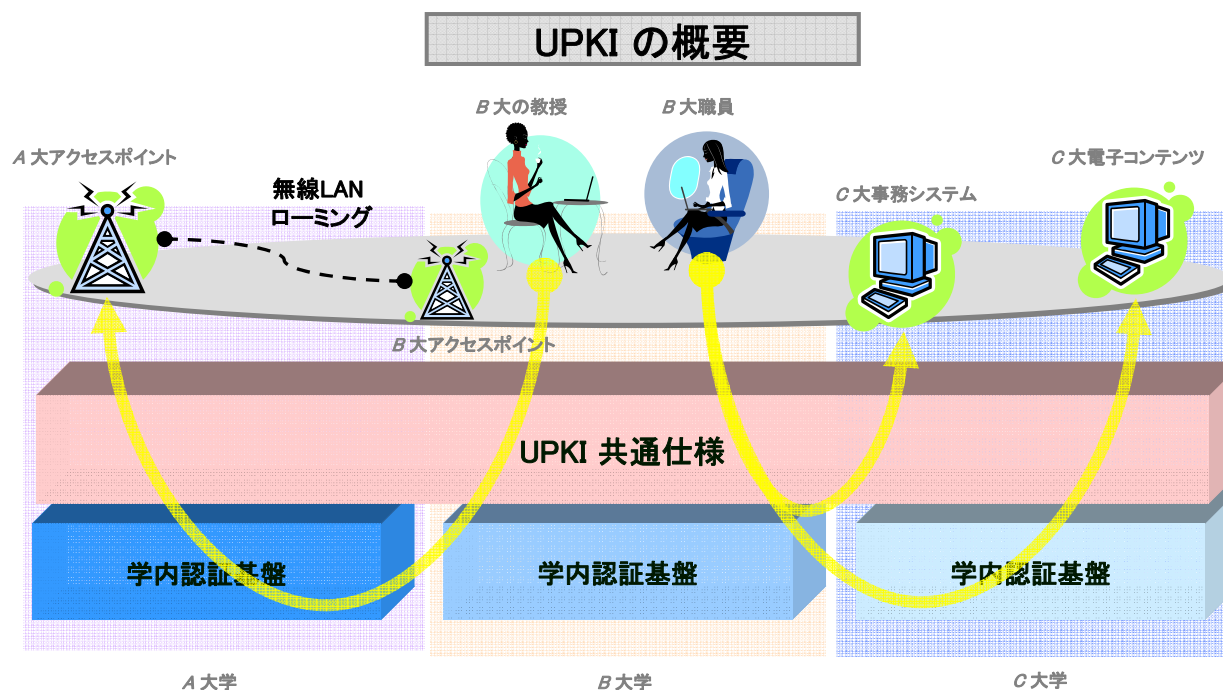 UPKI の概要
B 大の教授
B 大職員
A 大アクセスポイント
C 大電子コンテンツ
無線LAN
ローミング
C 大事務システム
B 大アクセスポイント
UPKI 共通仕様
学内認証基盤
学内認証基盤
学内認証基盤
A 大学
B 大学
C 大学